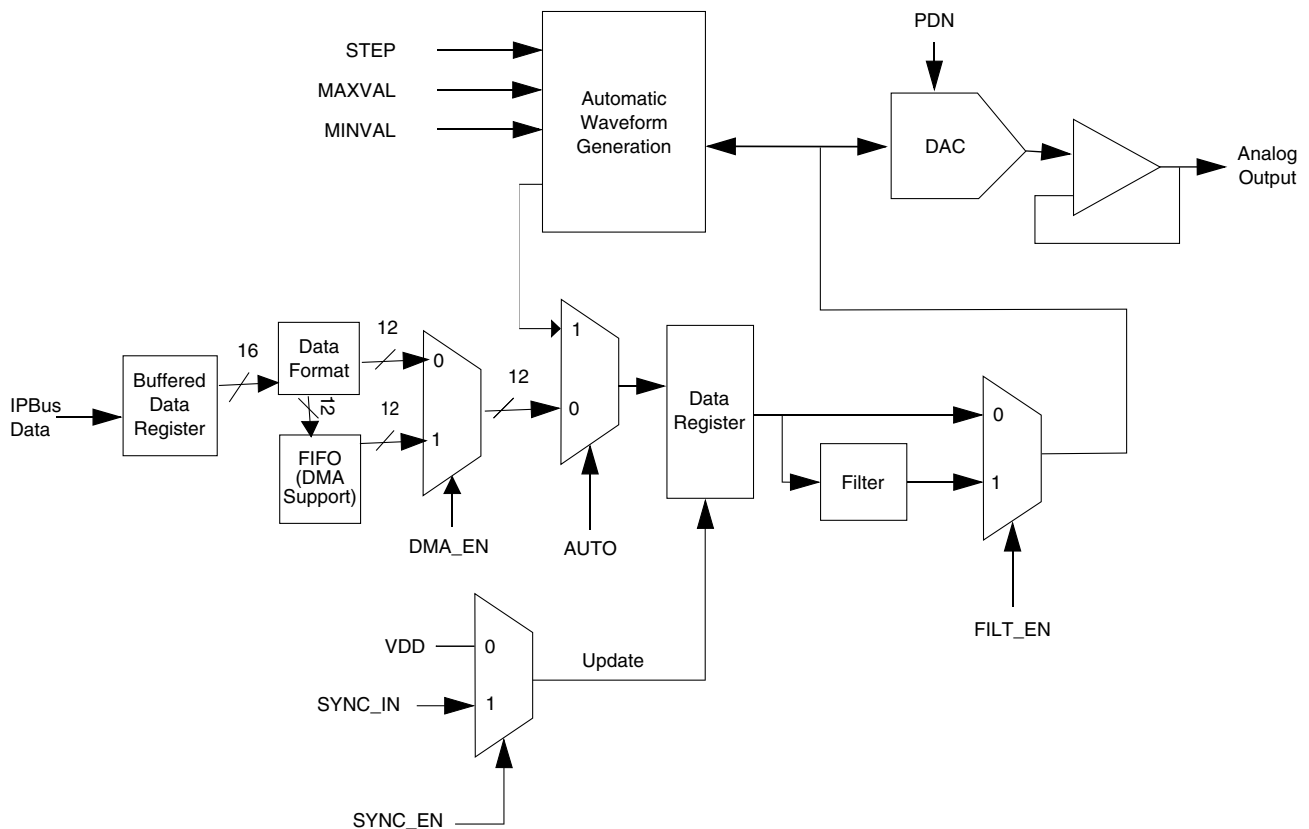 PDN
STEP
MAXVAL
MINVAL
Automatic
Waveform
Generation
DAC
Analog
Output
IPBus
Data
Buffered
Data
Register
16
Data
Format
12
12
12
FIFO
(DMA
Support)
0
1
DMA_EN
12
1
0
AUTO
Data
Register
Filter
0
1
FILT_EN
VDD
SYNC_IN
0
1
Update
SYNC_EN